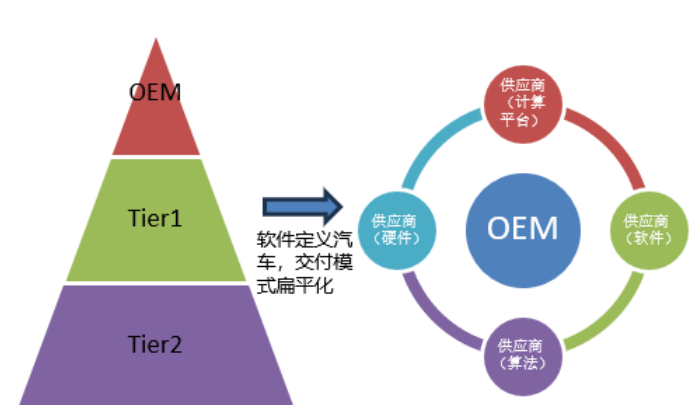 OEM
Tier1
Tier2
软件定义汽
车，交付模
式扁平化
供应商
（计算
平台）
供应商
（硬件）
OEM
供应商
（软件）
供应商
（算法）